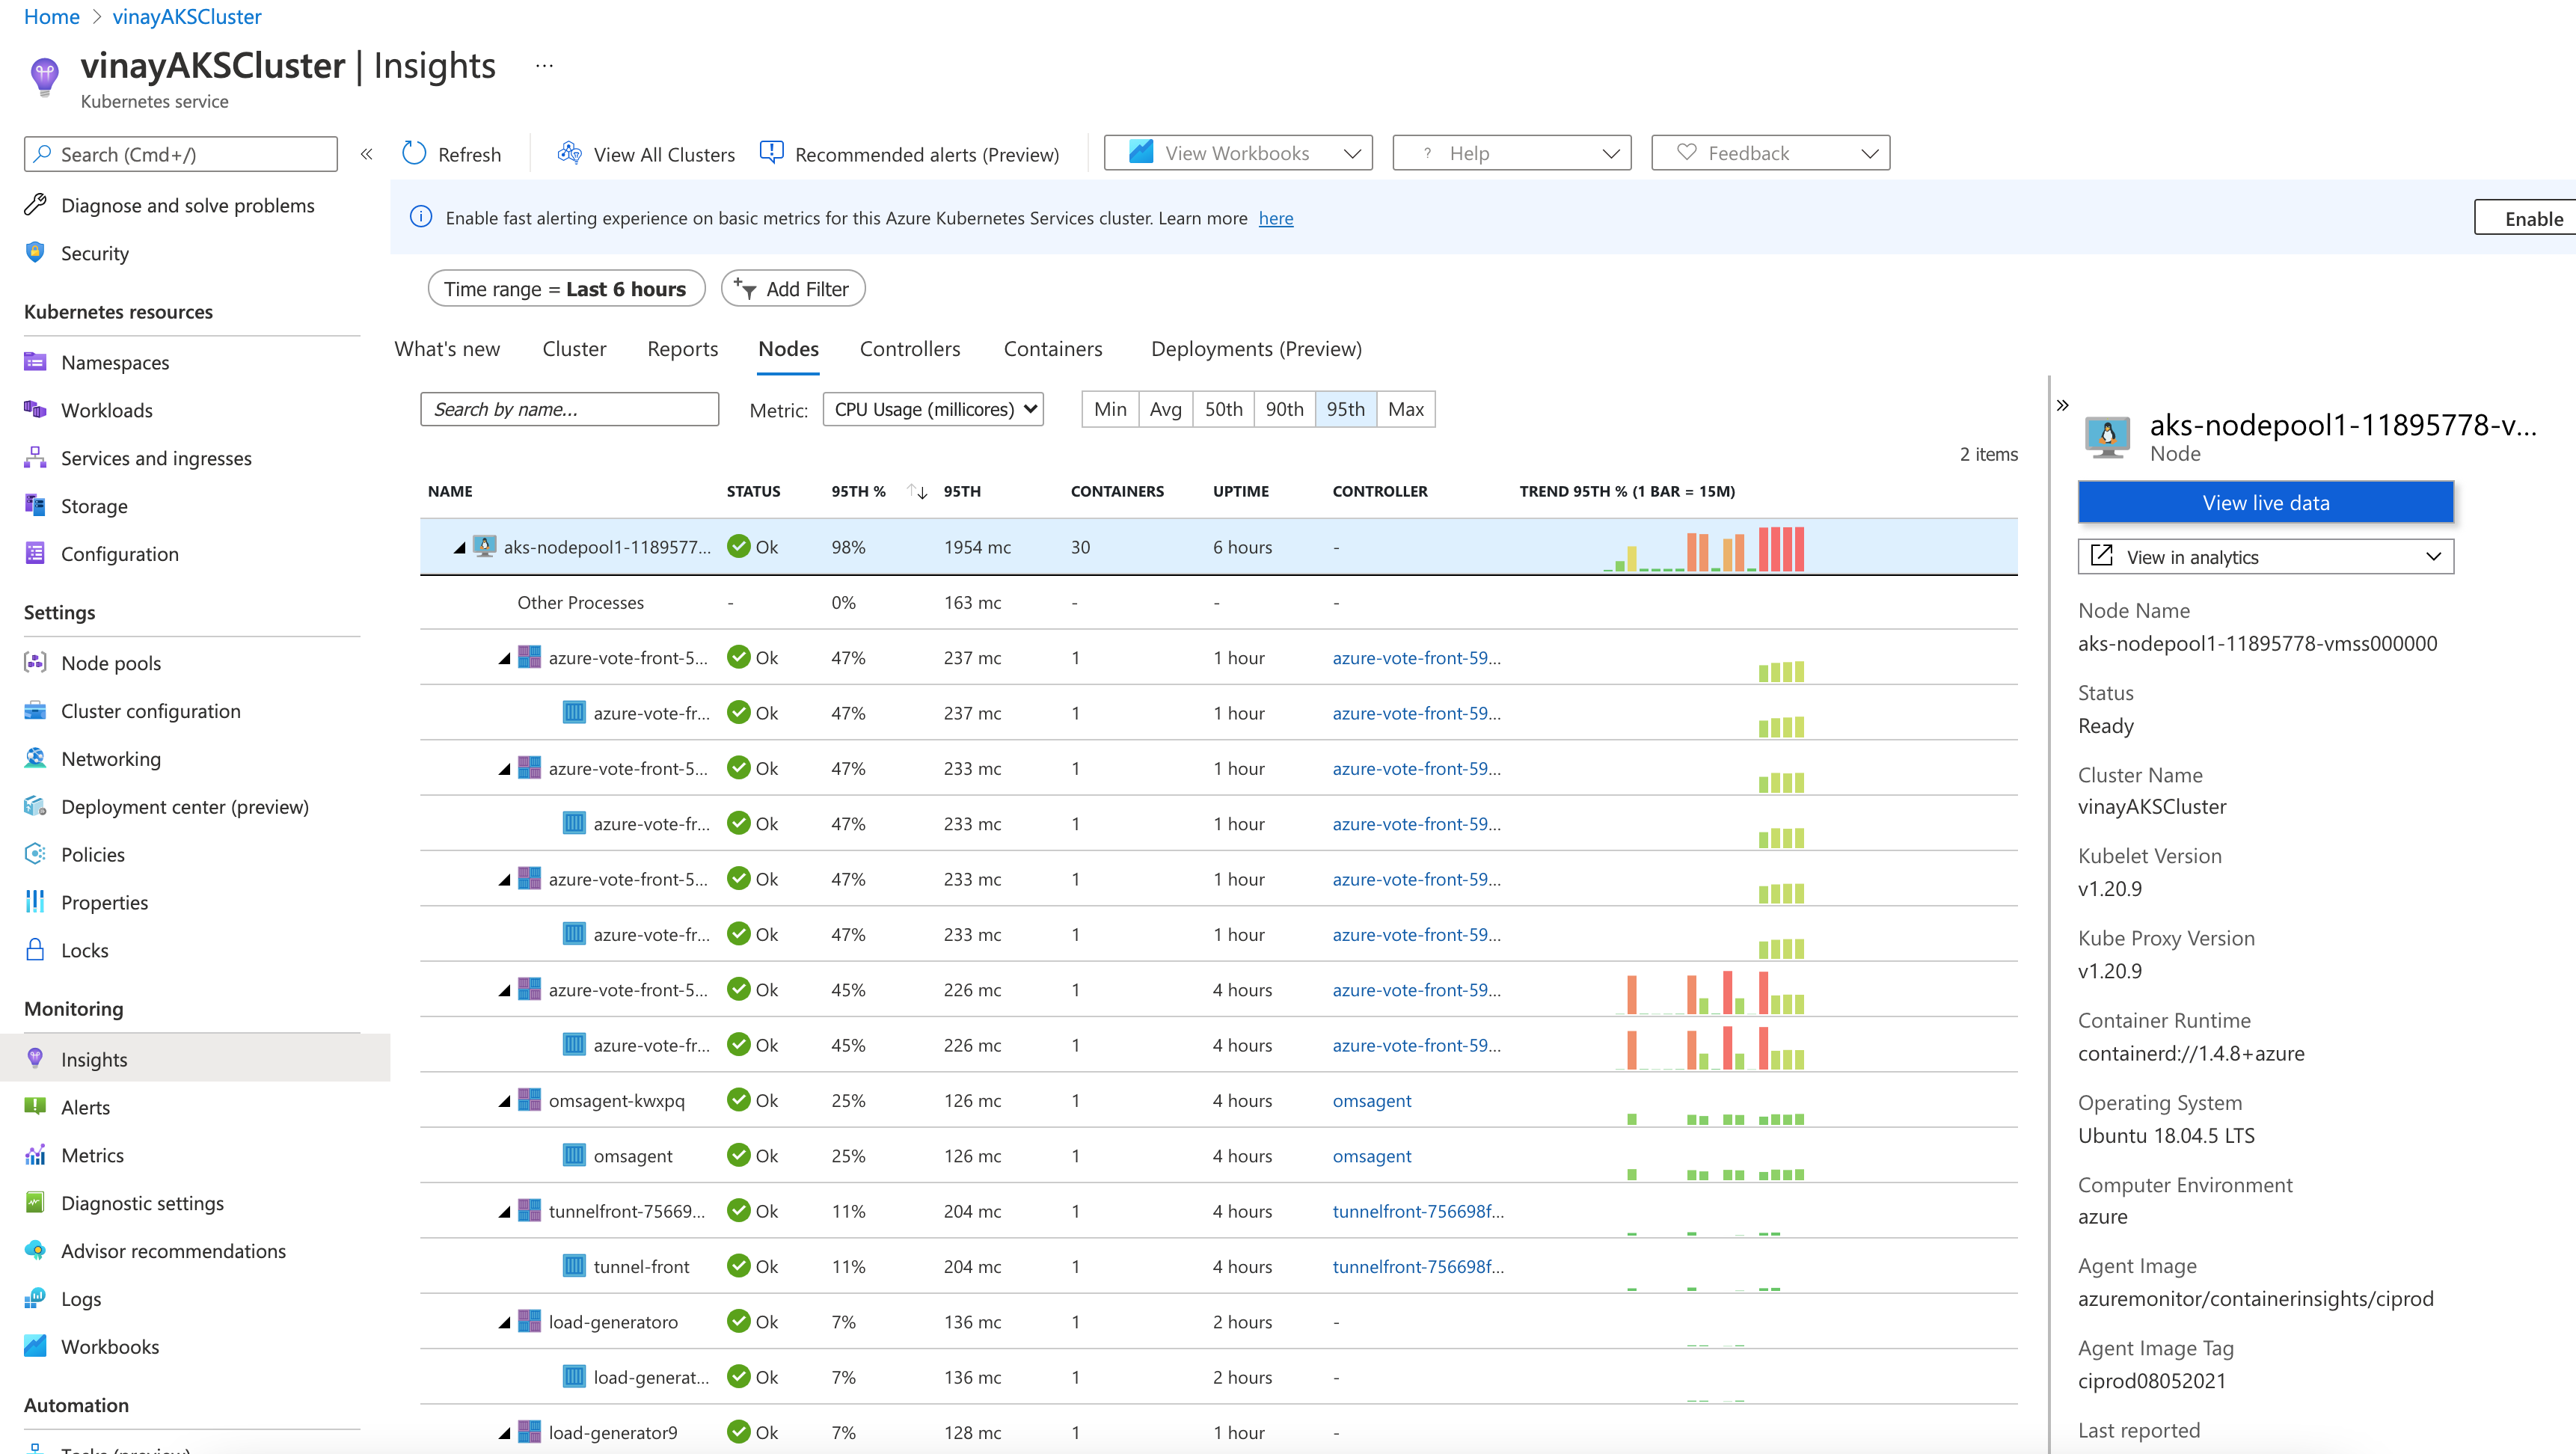 Home > vinayAKSCluster
vinayAKSCluster | Insights ...
Kubernetes service
Search (Cmd+/)
«
Diagnose and solve problems
Security
Kubernetes resources
Namespaces
Workloads
Services and ingresses
Storage
Configuration
Settings
Node pools
Cluster configuration
Networking
Deployment center (preview)
Policies
Properties
Locks
Monitoring
Insights
Alerts
Metrics
Diagnostic settings
Advisor recommendations
Logs
Workbooks
Automation
Refresh View All Clusters Recommended alerts (Preview) View Workbooks ? Help Feedback
Enable fast alerting experience on basic metrics for this Azure Kubernetes Services cluster. Learn more here Enable
Time range = Last 6 hours Add Filter
What's new Cluster Reports Nodes Controllers Containers Deployments (Preview)
Search by name... Metric: CPU Usage (millicores) Min Avg 50th 90th 95th Max
2 items
NAME STATUS 95TH % 95TH CONTAINERS UPTIME CONTROLLER TREND 95TH % (1 BAR = 15M)
aks-nodepool1-1189577... Ok 98% 1954 mc 30 6 hours -
Other Processes - 0% 163 mc - - -
azure-vote-front-5... Ok 47% 237 mc 1 1 hour azure-vote-front-59...
azure-vote-fr... Ok 47% 237 mc 1 1 hour azure-vote-front-59...
azure-vote-front-5... Ok 47% 233 mc 1 1 hour azure-vote-front-59...
azure-vote-fr... Ok 47% 233 mc 1 1 hour azure-vote-front-59...
azure-vote-front-5... Ok 47% 233 mc 1 1 hour azure-vote-front-59...
azure-vote-fr... Ok 47% 233 mc 1 1 hour azure-vote-front-59...
azure-vote-front-5... Ok 45% 226 mc 1 4 hours azure-vote-front-59...
azure-vote-fr... Ok 45% 226 mc 1 4 hours azure-vote-front-59...
omsagent-kwxpq Ok 25% 126 mc 1 4 hours omsagent
omsagent Ok 25% 126 mc 1 4 hours omsagent
tunnelfront-75669... Ok 11% 204 mc 1 4 hours tunnelfront-756698f...
tunnel-front Ok 11% 204 mc 1 4 hours tunnelfront-756698f...
load-generatoro Ok 7% 136 mc 1 2 hours -
load-generat... Ok 7% 136 mc 1 2 hours -
load-generator9 Ok 7% 128 mc 1 1 hour -
»
aks-nodepool1-11895778-v...
Node
View live data
View in analytics
Node Name
aks-nodepool1-11895778-vmss000000
Status
Ready
Cluster Name
vinayAKSCluster
Kubelet Version
v1.20.9
Kube Proxy Version
v1.20.9
Container Runtime
containerd://1.4.8+azure
Operating System
Ubuntu 18.04.5 LTS
Computer Environment
azure
Agent Image
azuremonitor/containerinsights/ciprod
Agent Image Tag
ciprod08052021
Last reported